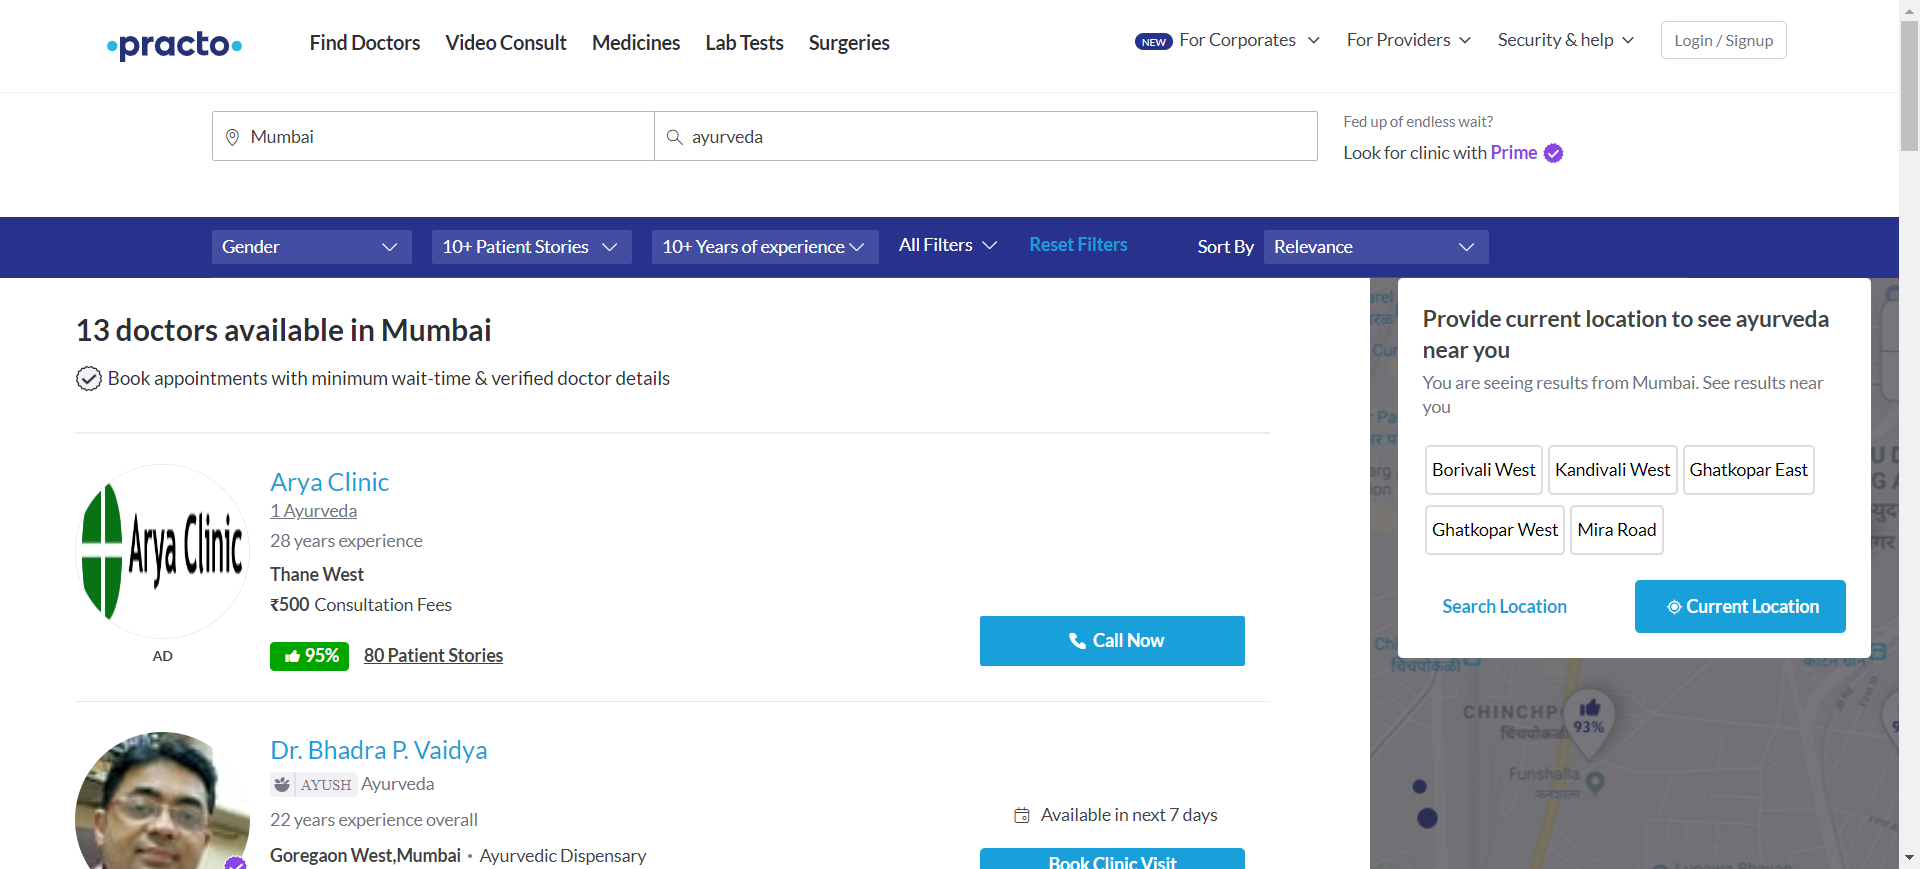 practo
Find Doctors
Video Consult
Medicines
Lab Tests
Surgeries
NEW For Corporates
For Providers
Security & help
Login / Signup
Mumbai
ayurveda
Fed up of endless wait?
Look for clinic with Prime
Gender
10+ Patient Stories
10+ Years of experience
All Filters
Reset Filters
Sort By
Relevance
13 doctors available in Mumbai
Book appointments with minimum wait-time & verified doctor details
Arya Clinic
Arya Clinic
1 Ayurveda
28 years experience
Thane West
₹500 Consultation Fees
AD
95%
80 Patient Stories
Call Now
Dr. Bhadra P. Vaidya
AYUSH Ayurveda
22 years experience overall
Goregaon West,Mumbai • Ayurvedic Dispensary
Available in next 7 days
Book Clinic Visit
Provide current location to see ayurveda
near you
You are seeing results from Mumbai. See results near
you
Borivali West
Kandivali West
Ghatkopar East
Ghatkopar West
Mira Road
Search Location
Current Location
चिंचपोकळी
93%
Funshalla
फनशाला